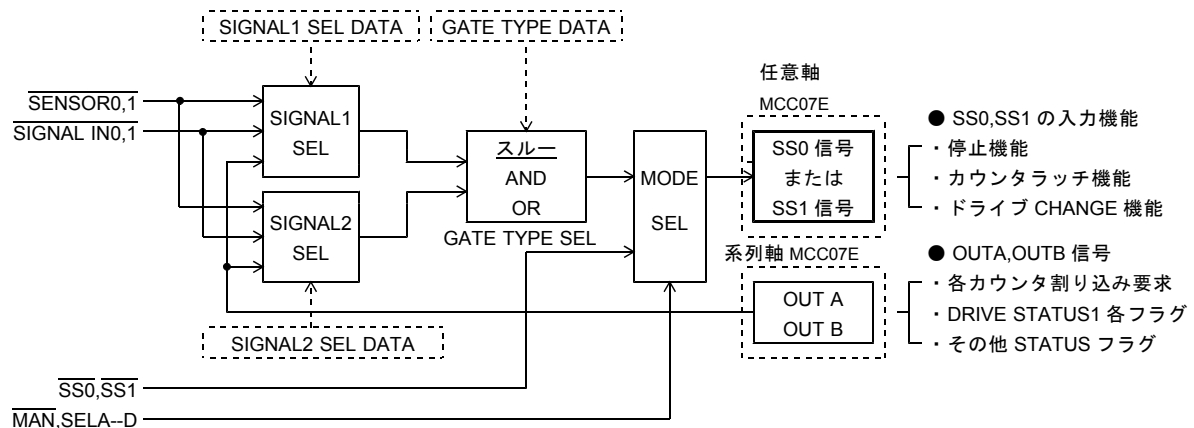 SIGNAL1 SEL DATA
GATE TYPE DATA
任意軸
MCC07E
SENSOR0,1
SIGNAL IN0,1
SIGNAL1
SEL
スルー
AND
OR
GATE TYPE SEL
MODE
SEL
SS0 信号
または
SS1 信号
● SS0,SS1 の入力機能
・停止機能
・カウンタラッチ機能
・ドライブ CHANGE 機能
SIGNAL2
SEL
系列軸 MCC07E
OUT A
OUT B
● OUTA,OUTB 信号
・各カウンタ割り込み要求
・DRIVE STATUS1 各フラグ
・その他 STATUS フラグ
SIGNAL2 SEL DATA
SS0,SS1
MAN,SELA--D